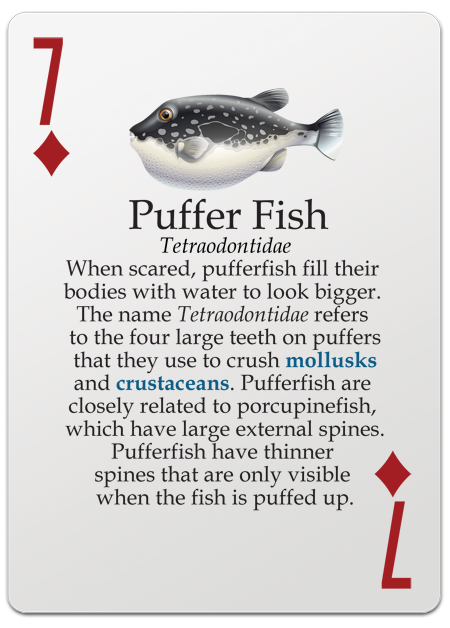 7
Puffer Fish
Tetraodontidae
When scared, pufferfish fill their
bodies with water to look bigger.
The name Tetraodontidae refers
to the four large teeth on puffers
that they use to crush mollusks
and crustaceans. Pufferfish are
closely related to porcupinefish,
which have large external spines.
Pufferfish have thinner
spines that are only visible
when the fish is puffed up.
7